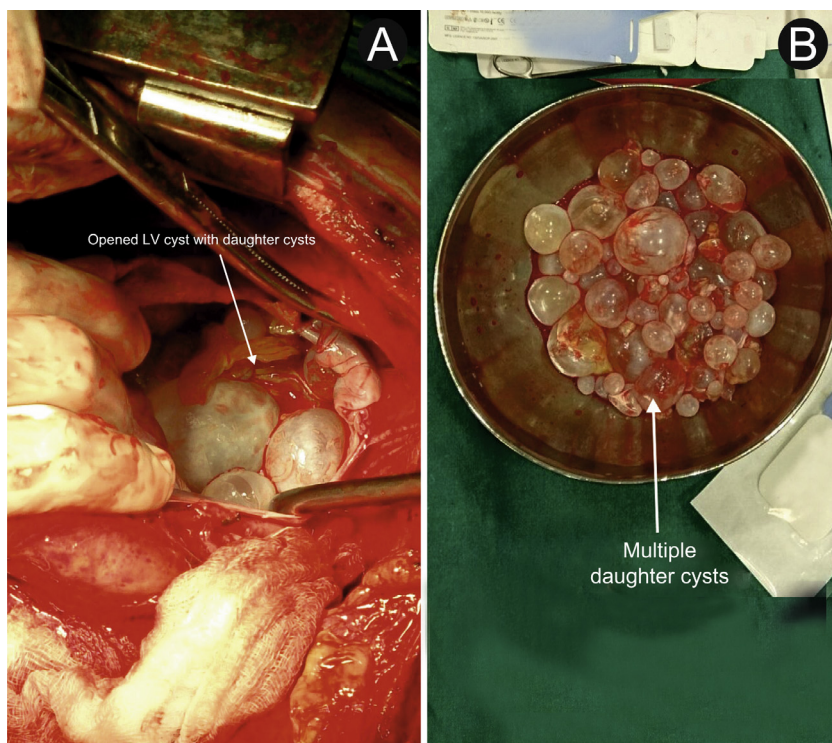 A
B
Opened LV cyst with daughter cysts
Multiple
daughter cysts